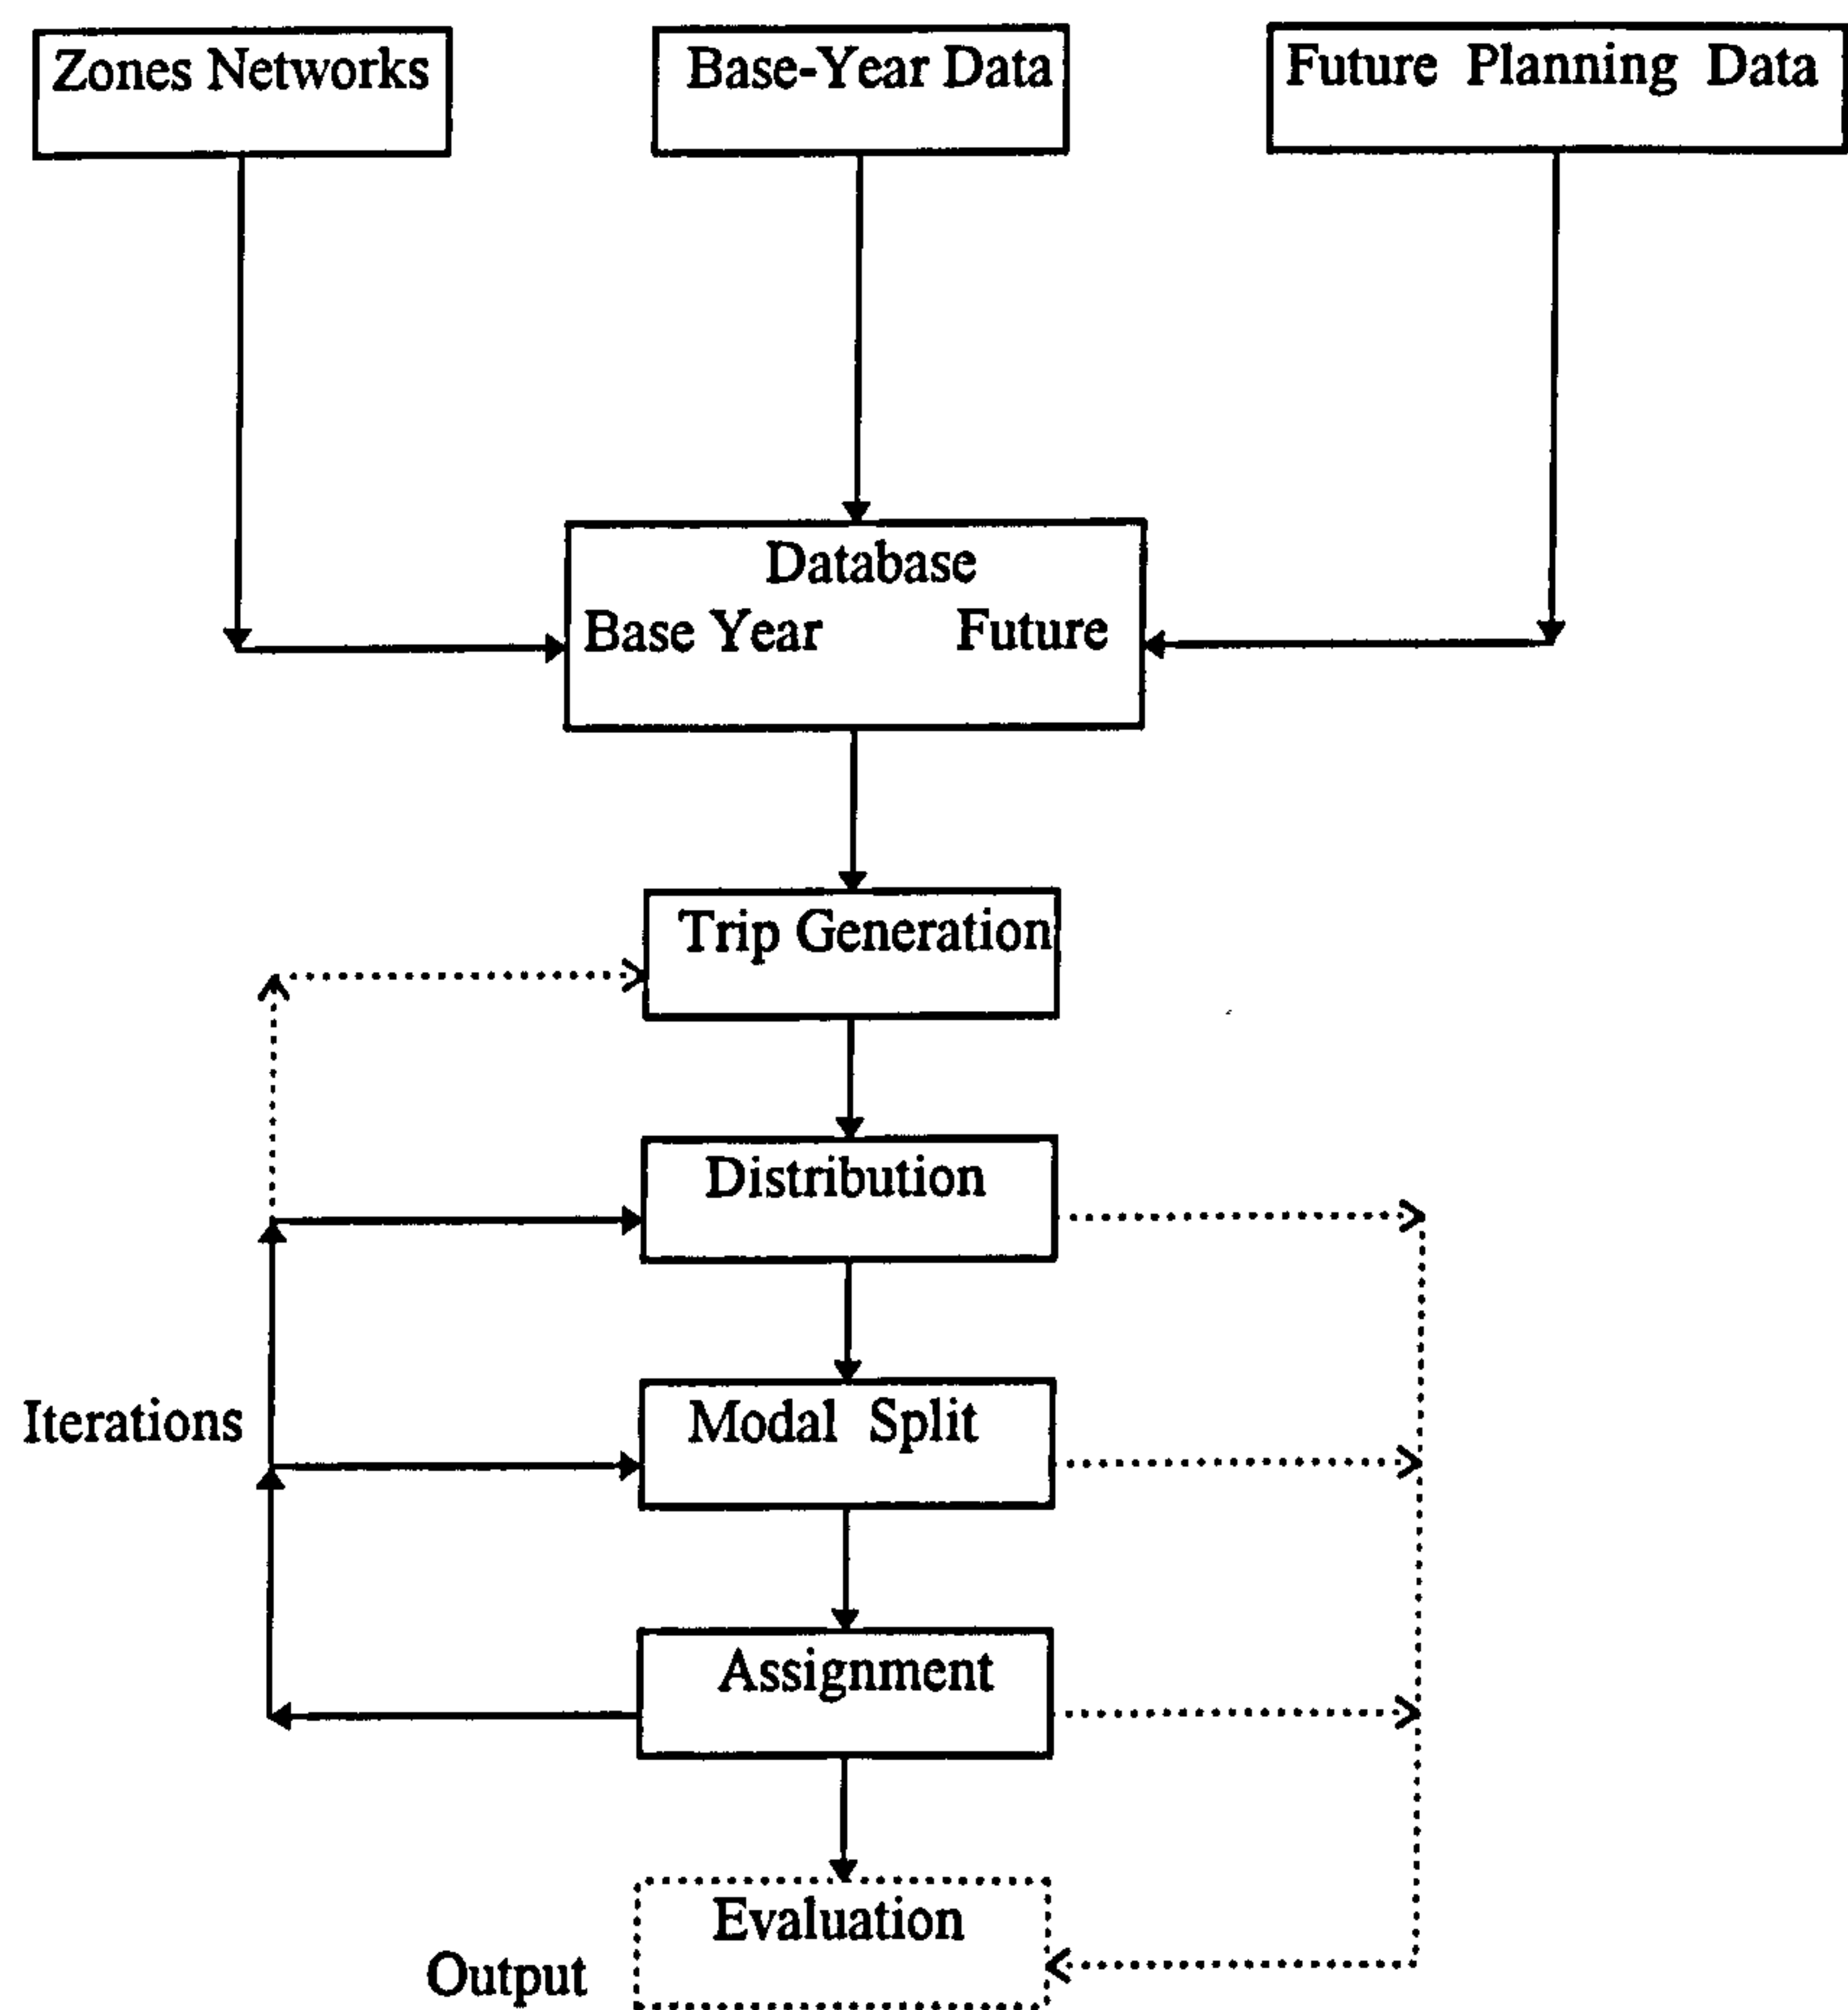 Zones Networks
Base-Year Data
Future Planning Data
Database
Base Year Future
Trip Generation
Distribution
Iterations
Modal Split
Assignment
Evaluation
Output